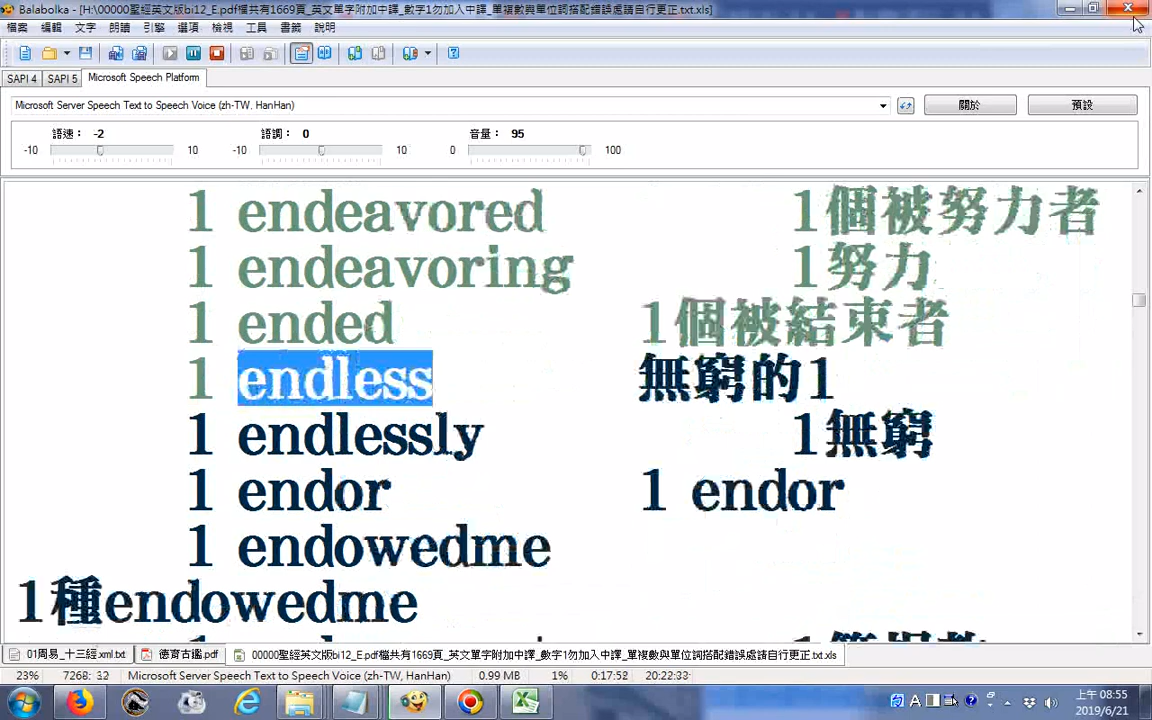 Balabolka - [H:\00000聖經英文版bi12_E.pdf檔共有1669頁_英文單字附加中譯_數字1勿加入中譯_單複數與單位詞搭配錯誤處請自行更正.txt.xls]
檔案 編輯 文字 朗讀 引擎 選項 檢視 工具 書籤 說明
SAPI 4 SAPI 5 Microsoft Speech Platform
Microsoft Server Speech Text to Speech Voice (zh-TW, HanHan) 關於 預設
語速： -2 語調： 0 音量： 95
-10 10 -10 10 0 100
1 endeavored 1個被努力者
1 endeavoring 1努力
1 ended 1個被結束者
1 endless 無窮的1
1 endlessly 1無窮
1 endor 1 endor
1 endowedme
1種endowedme
01周易_十三經.xml.txt 德育古鑑.pdf 00000聖經英文版bi12_E.pdf檔共有1669頁_英文單字附加中譯_數字1勿加入中譯_單複數與單位詞搭配錯誤處請自行更正.txt.xls
23% 7268: 32 Microsoft Server Speech Text to Speech Voice (zh-TW, HanHan) 0.99 MB 1% 0:17:52 20:22:33
上午 08:55
2019/6/21